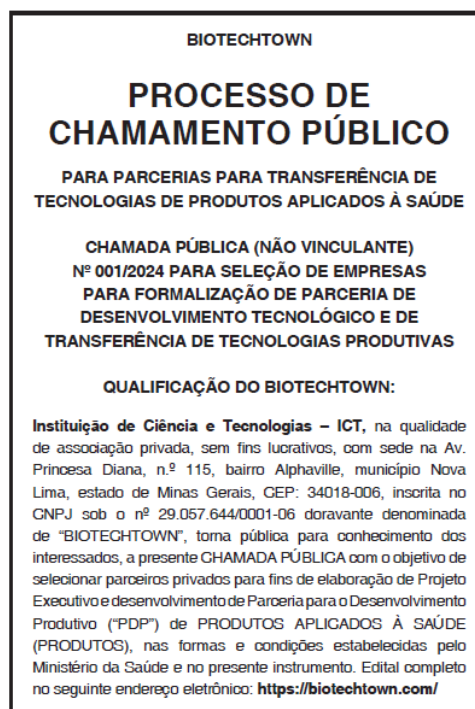 BIOTECHTOWN
PROCESSO DE
CHAMAMENTO PÚBLICO
PARA PARCERIAS PARA TRANSFERÊNCIA DE
TECNOLOGIAS DE PRODUTOS APLICADOS À SAÚDE
CHAMADA PÚBLICA (NÃO VINCULANTE)
Nº 001/2024 PARA SELEÇÃO DE EMPRESAS
PARA FORMALIZAÇÃO DE PARCERIA DE
DESENVOLVIMENTO TECNOLÓGICO E DE
TRANSFERÊNCIA DE TECNOLOGIAS PRODUTIVAS
QUALIFICAÇÃO DO BIOTECHTOWN:
Instituição de Ciência e Tecnologias – ICT, na qualidade
de associação privada, sem fins lucrativos, com sede na Av.
Princesa Diana, n.º 115, bairro Alphaville, município Nova
Lima, estado de Minas Gerais, CEP: 34018-006, inscrita no
CNPJ sob o nº 29.057.644/0001-06 doravante denominada
de “BIOTECHTOWN”, torna pública para conhecimento dos
interessados, a presente CHAMADA PÚBLICA com o objetivo de
selecionar parceiros privados para fins de elaboração de Projeto
Executivo e desenvolvimento de Parceria para o Desenvolvimento
Produtivo (“PDP”) de PRODUTOS APLICADOS À SAÚDE
(PRODUTOS), nas formas e condições estabelecidas pelo
Ministério da Saúde e no presente instrumento. Edital completo
no seguinte endereço eletrônico: https://biotechtown.com/